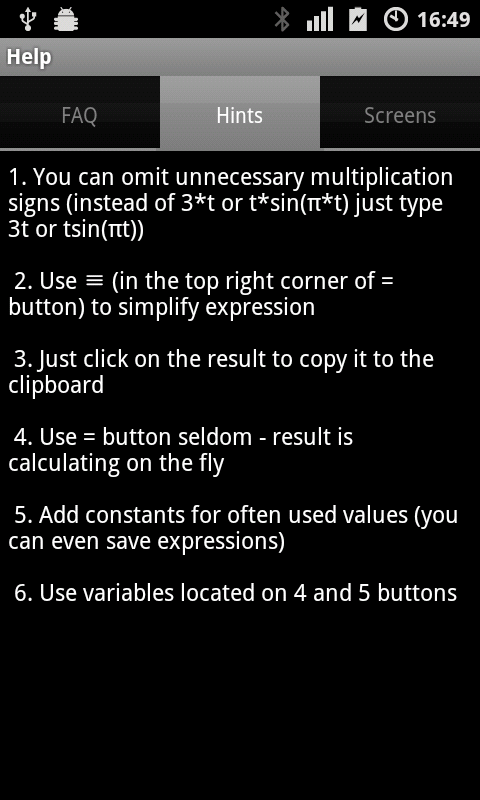 16:49
Help
FAQ Hints Screens
1. You can omit unnecessary multiplication
signs (instead of 3*t or t*sin(π*t) just type
3t or tsin(πt))
2. Use ≡ (in the top right corner of =
button) to simplify expression
3. Just click on the result to copy it to the
clipboard
4. Use = button seldom - result is
calculating on the fly
5. Add constants for often used values (you
can even save expressions)
6. Use variables located on 4 and 5 buttons